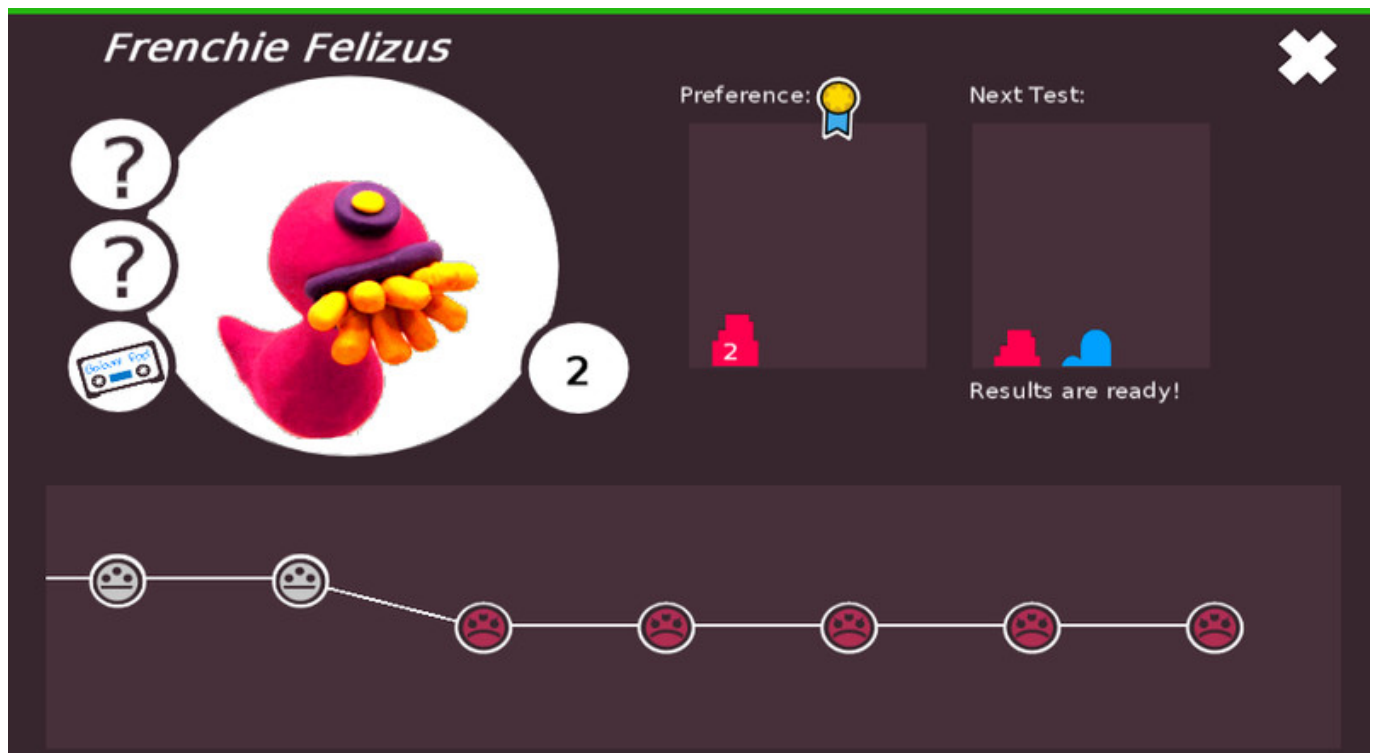 Frenchie Felizus
Preference:
Next Test:
?
?
2
2
Results are ready!